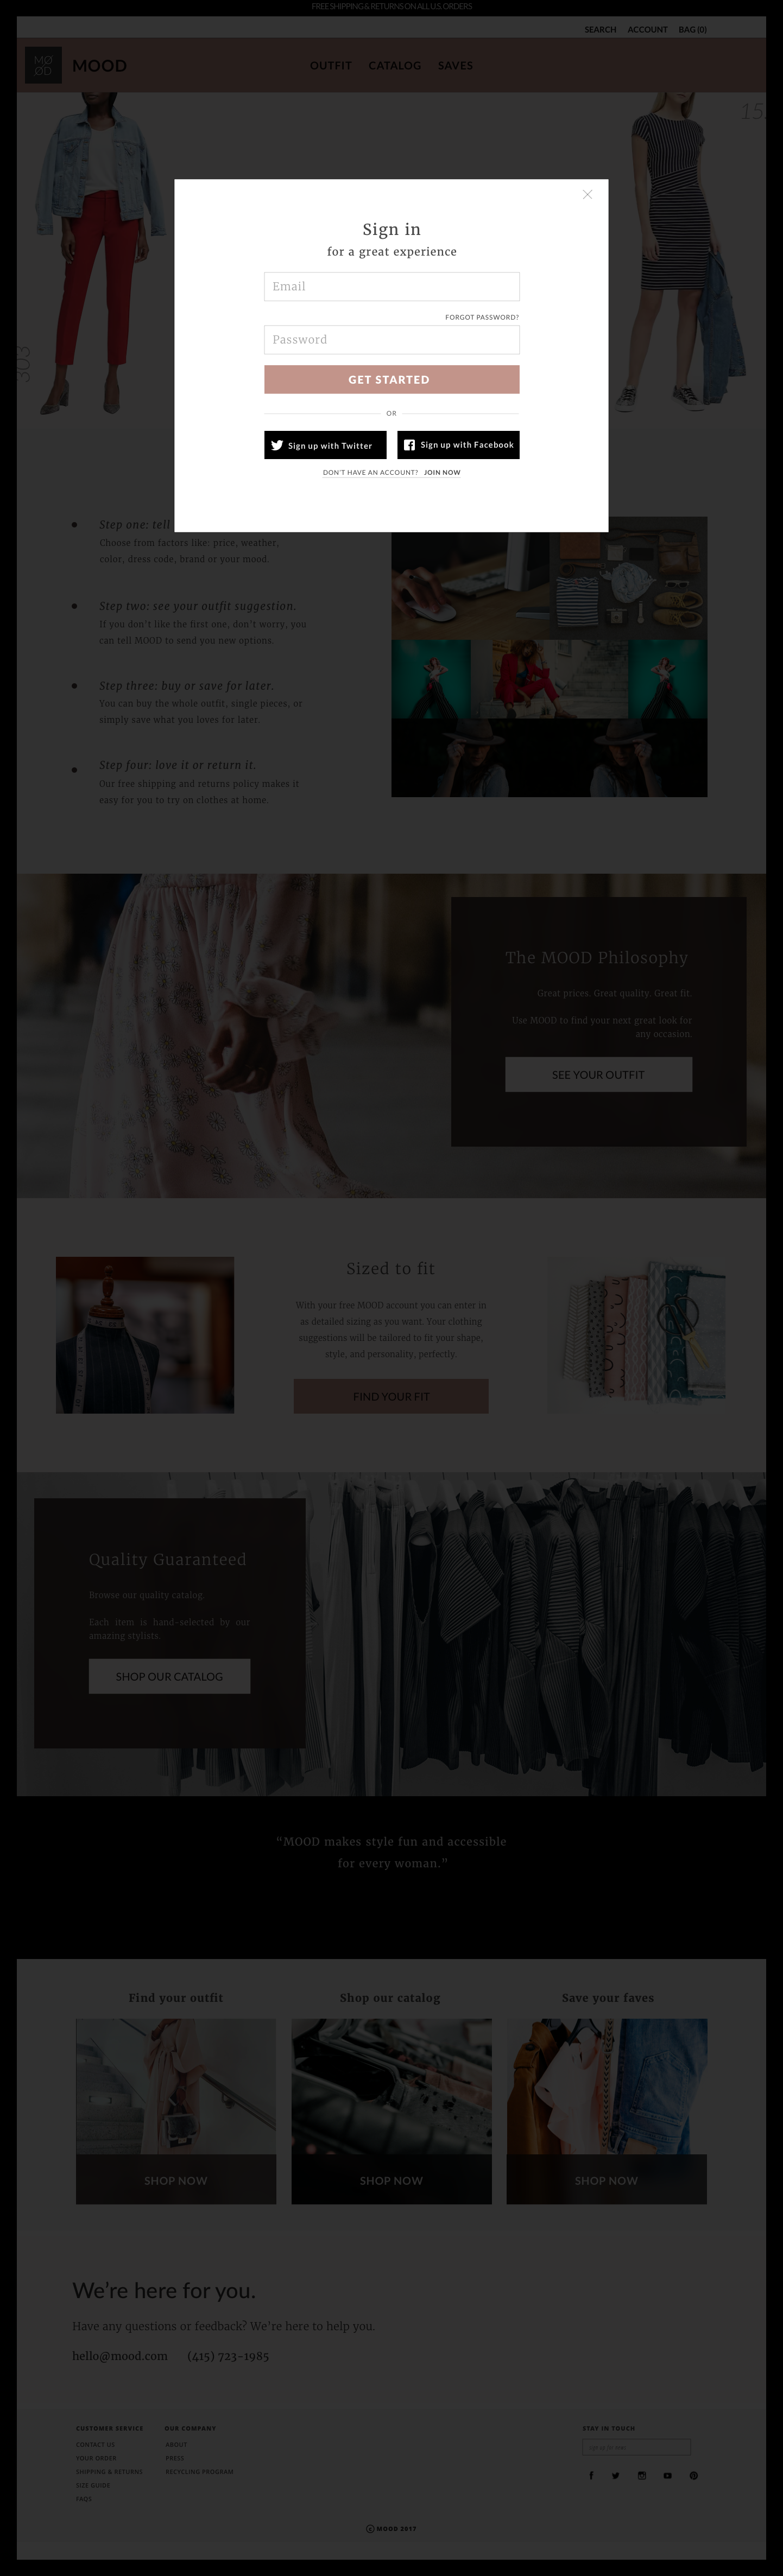 FREE SHIPPING & RETURNS ON ALL U.S. ORDERS
SEARCH ACCOUNT BAG (0)
MØ
ØD
MOOD
OUTFIT CATALOG SAVES
303
Sign in
for a great experience
Email
FORGOT PASSWORD?
Password
GET STARTED
OR
Sign up with Twitter
Sign up with Facebook
DON'T HAVE AN ACCOUNT? JOIN NOW
Step one: tell
Choose from factors like: price, weather,
color, dress code, brand or your mood.
Step two: see your outfit suggestion.
If you don't like the first one, don't worry, you
can tell MOOD to send you new options.
Step three: buy or save for later.
You can buy the whole outfit, single pieces, or
simply save what you loves for later.
Step four: love it or return it.
Our free shipping and returns policy makes it
easy for you to try on clothes at home.
The MOOD Philosophy
Great prices. Great quality. Great fit.
Use MOOD to find your next great look for
any occasion.
SEE YOUR OUTFIT
Sized to fit
With your free MOOD account you can enter in
as detailed sizing as you want. Your clothing
suggestions will be tailored to fit your shape,
style, and personality, perfectly.
FIND YOUR FIT
Quality Guaranteed
Browse our quality catalog.
Each item is hand-selected by our
amazing stylists.
SHOP OUR CATALOG
“MOOD makes style fun and accessible
for every woman.”
Find your outfit
SHOP NOW
Shop our catalog
SHOP NOW
Save your faves
SHOP NOW
We're here for you.
Have any questions or feedback? We're here to help you.
hello@mood.com (415) 723-1985
CUSTOMER SERVICE
CONTACT US
YOUR ORDER
SHIPPING & RETURNS
SIZE GUIDE
FAQS
OUR COMPANY
ABOUT
PRESS
RECYCLING PROGRAM
STAY IN TOUCH
© MOOD 2017